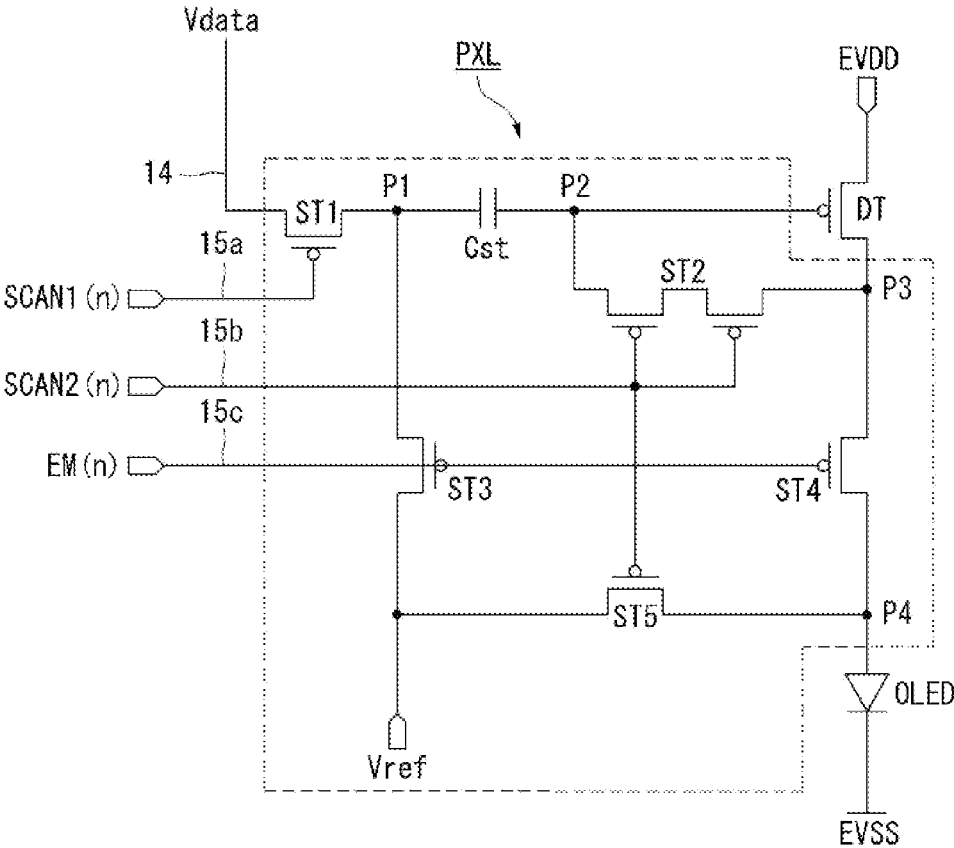 Vdata
PXL
EVDD
14
P1
P2
ST1
DT
Cst
15a
ST2
SCAN1(n)
P3
15b
SCAN2(n)
15c
EM(n)
ST3
ST4
ST5
P4
OLED
Vref
EVSS